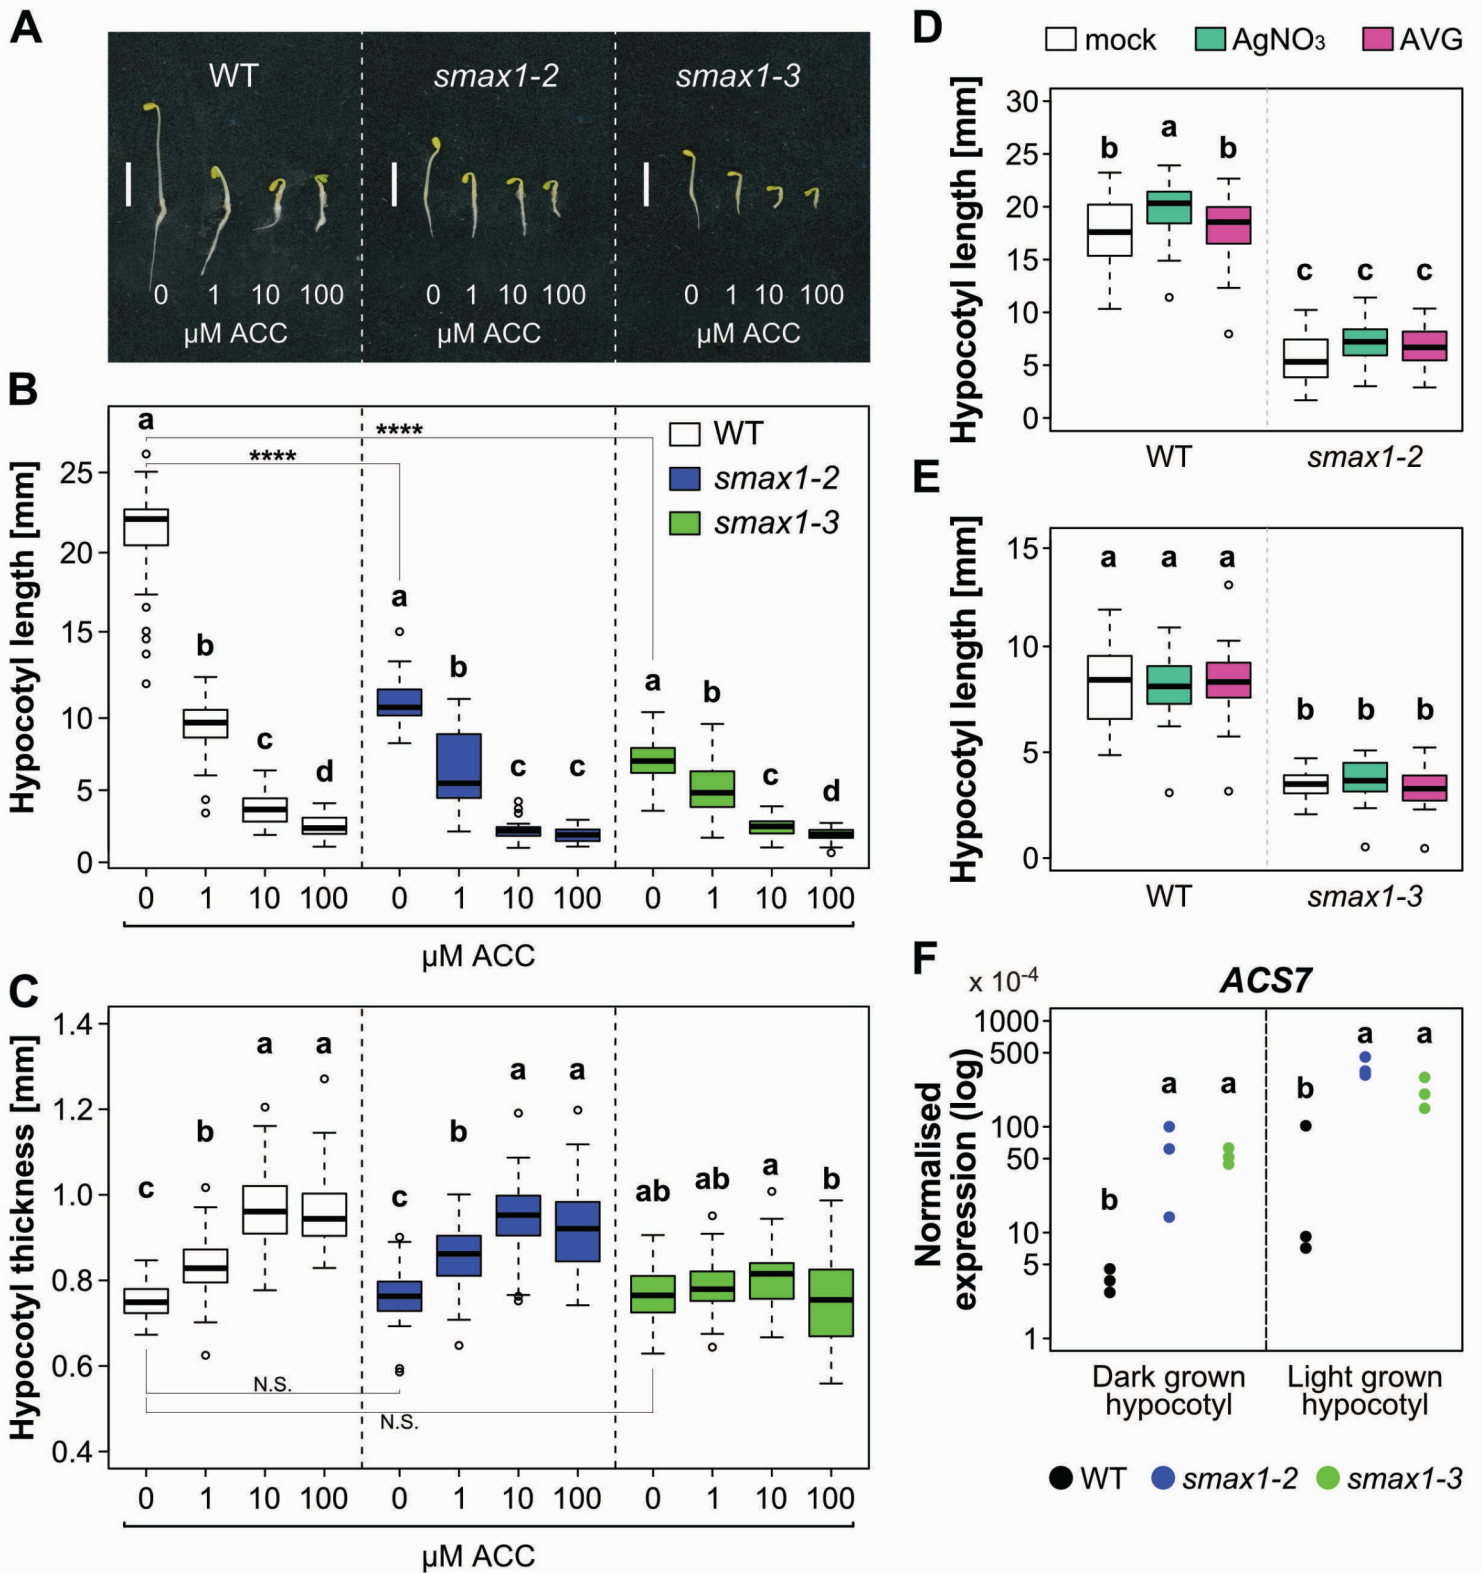 A
WT
smax1-2
smax1-3
0 1 10 100
0 1 10 100
0 1 10 100
µM ACC
µM ACC
µM ACC
B
Hypocotyl length [mm]
25
20
15
10
5
0
a
b
c
d
****
****
a
b
c
c
a
b
c
d
WT
smax1-2
smax1-3
0 1 10 100 0 1 10 100 0 1 10 100
µM ACC
C
Hypocotyl thickness [mm]
1.4
1.2
1.0
0.8
0.6
0.4
c
b
a
a
c
b
a
a
ab
ab
a
b
N.S.
N.S.
0 1 10 100 0 1 10 100 0 1 10 100
µM ACC
D
mock AgNO3 AVG
Hypocotyl length [mm]
30
25
20
15
10
5
0
b a b
c c c
WT smax1-2
E
Hypocotyl length [mm]
15
10
5
0
a a a
b b b
WT smax1-3
F
x 10-4
ACS7
Normalised
expression (log)
1000
500
100
50
10
5
1
b a a
b a a
Dark grown
hypocotyl
Light grown
hypocotyl
WT smax1-2 smax1-3